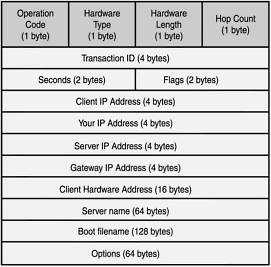 Operation Hardware Hardware Hop Count
Code Type Length (1 byte)
(1 byte) (1 byte) (1 byte)
Transaction ID (4 bytes)
Seconds (2 bytes) Flags (2 bytes)
Client IP Address (4 bytes)
Your IP Address (4 bytes)
Server IP Address (4 bytes)
Gateway IP Address (4 bytes)
Client Hardware Address (16 bytes)
Server name (64 bytes)
Boot filename (128 bytes)
Options (64 bytes)